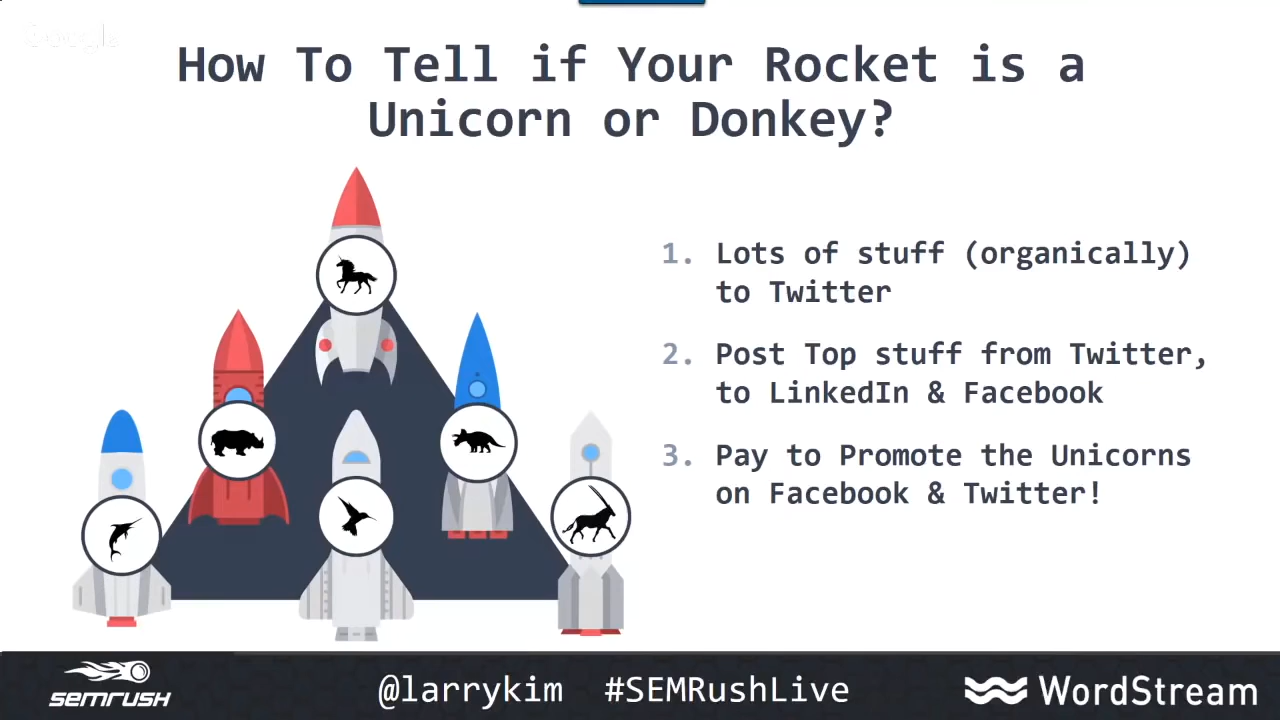 Google
How To Tell if Your Rocket is a
Unicorn or Donkey?
1. Lots of stuff (organically)
to Twitter
2. Post Top stuff from Twitter,
to LinkedIn & Facebook
3. Pay to Promote the Unicorns
on Facebook & Twitter!
SEMRUSH
@larrykim #SEMRushLive
WordStream